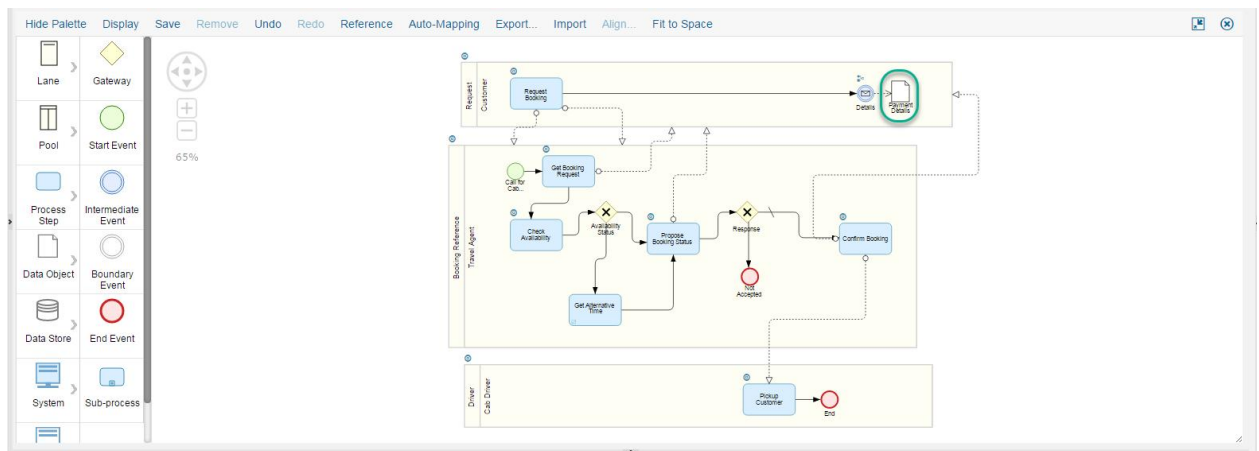 Hide Palette Display Save Remove Undo Redo Reference Auto-Mapping Export... Import Align... Fit to Space
Lane Gateway
Pool Start Event
Process Step Intermediate Event
Data Object Boundary Event
Data Store End Event
System Sub-process
65%
Request
Customer
Request
Booking
Details
Payment
Details
Booking Reference
Travel Agent
Call for
Cab...
Get Booking
Request
Check
Availability
Availability
Status
Get Alternative
Time
Propose
Booking Status
Response
Not
Accepted
Confirm Booking
Driver
Cab Driver
Pickup
Customer
End